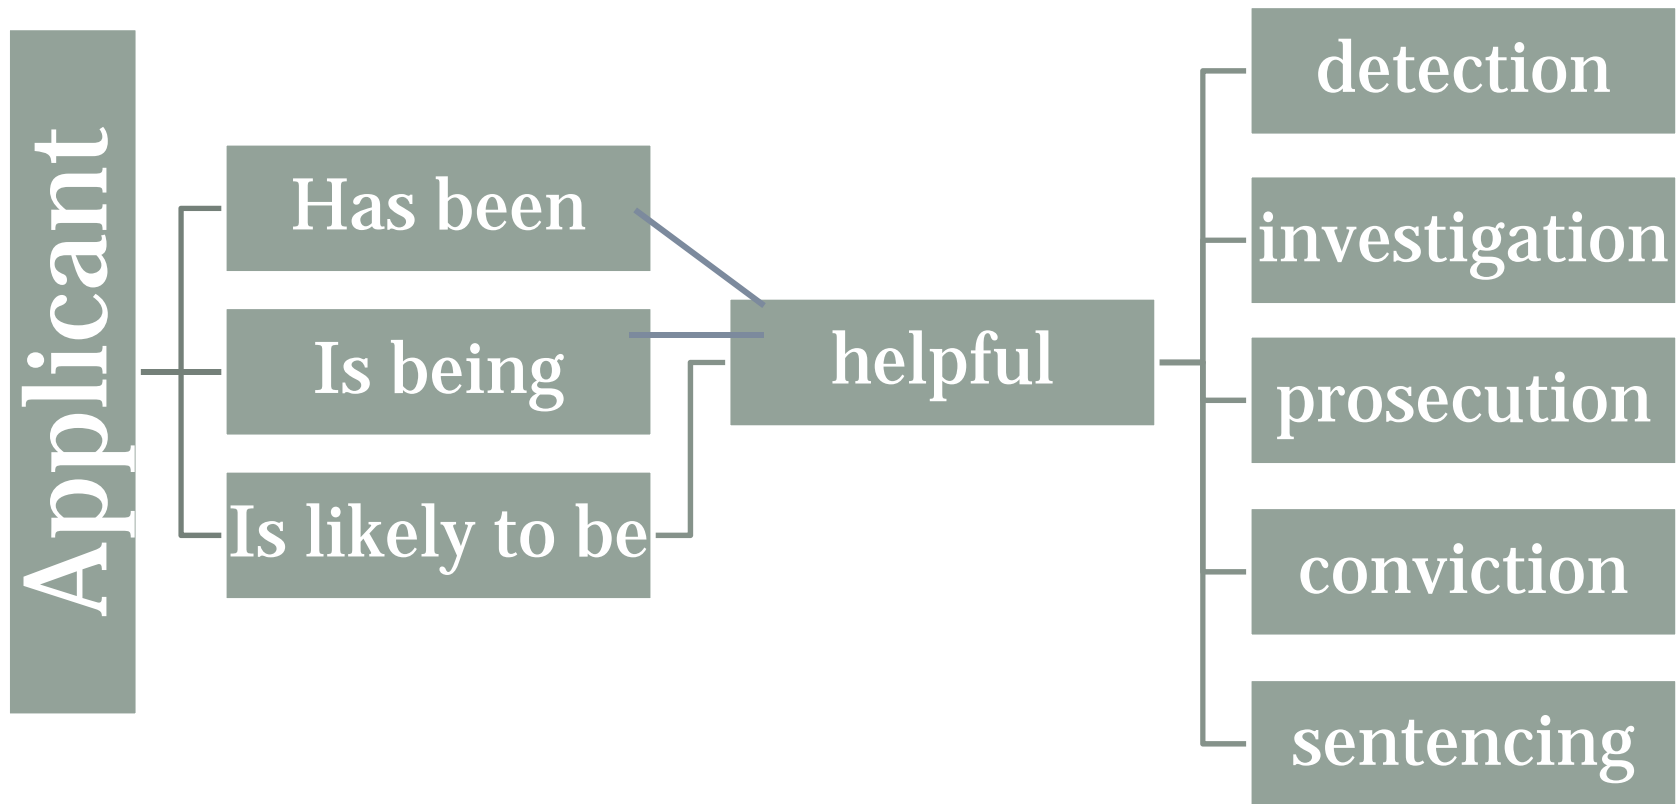 Applicant
Has been
Is being
Is likely to be
helpful
detection
investigation
prosecution
conviction
sentencing